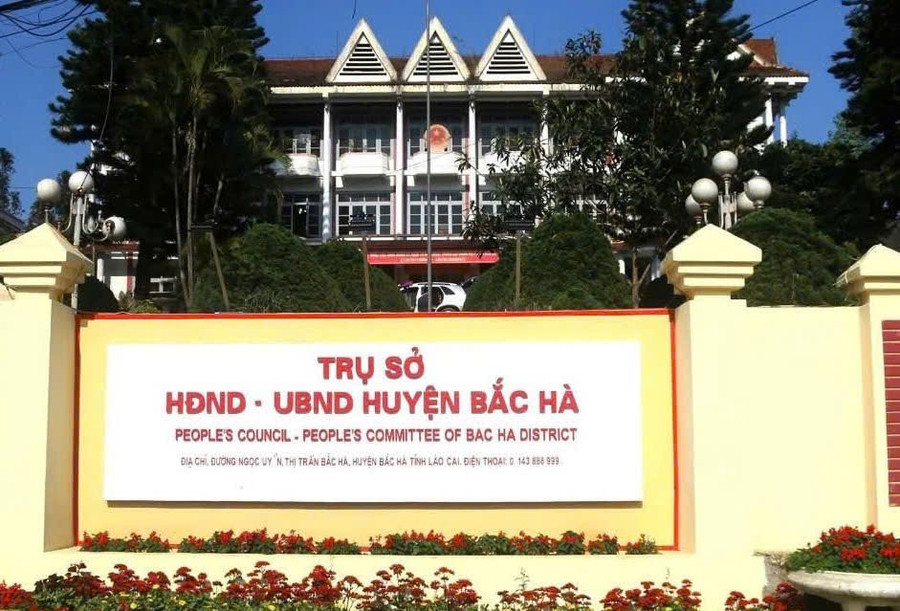 TRỤ SỞ
HĐND - UBND HUYỆN BẮC HÀ
PEOPLE'S COUNCIL - PEOPLE'S COMMITTEE OF BAC HA DISTRICT
ĐỊA CHỈ, ĐƯỜNG NGỌC UYỂN, THỊ TRẤN BẮC HÀ, HUYỆN BẮC HÀ TỈNH LÀO CAI. ĐIỆN THOẠI: 0 143 888 999